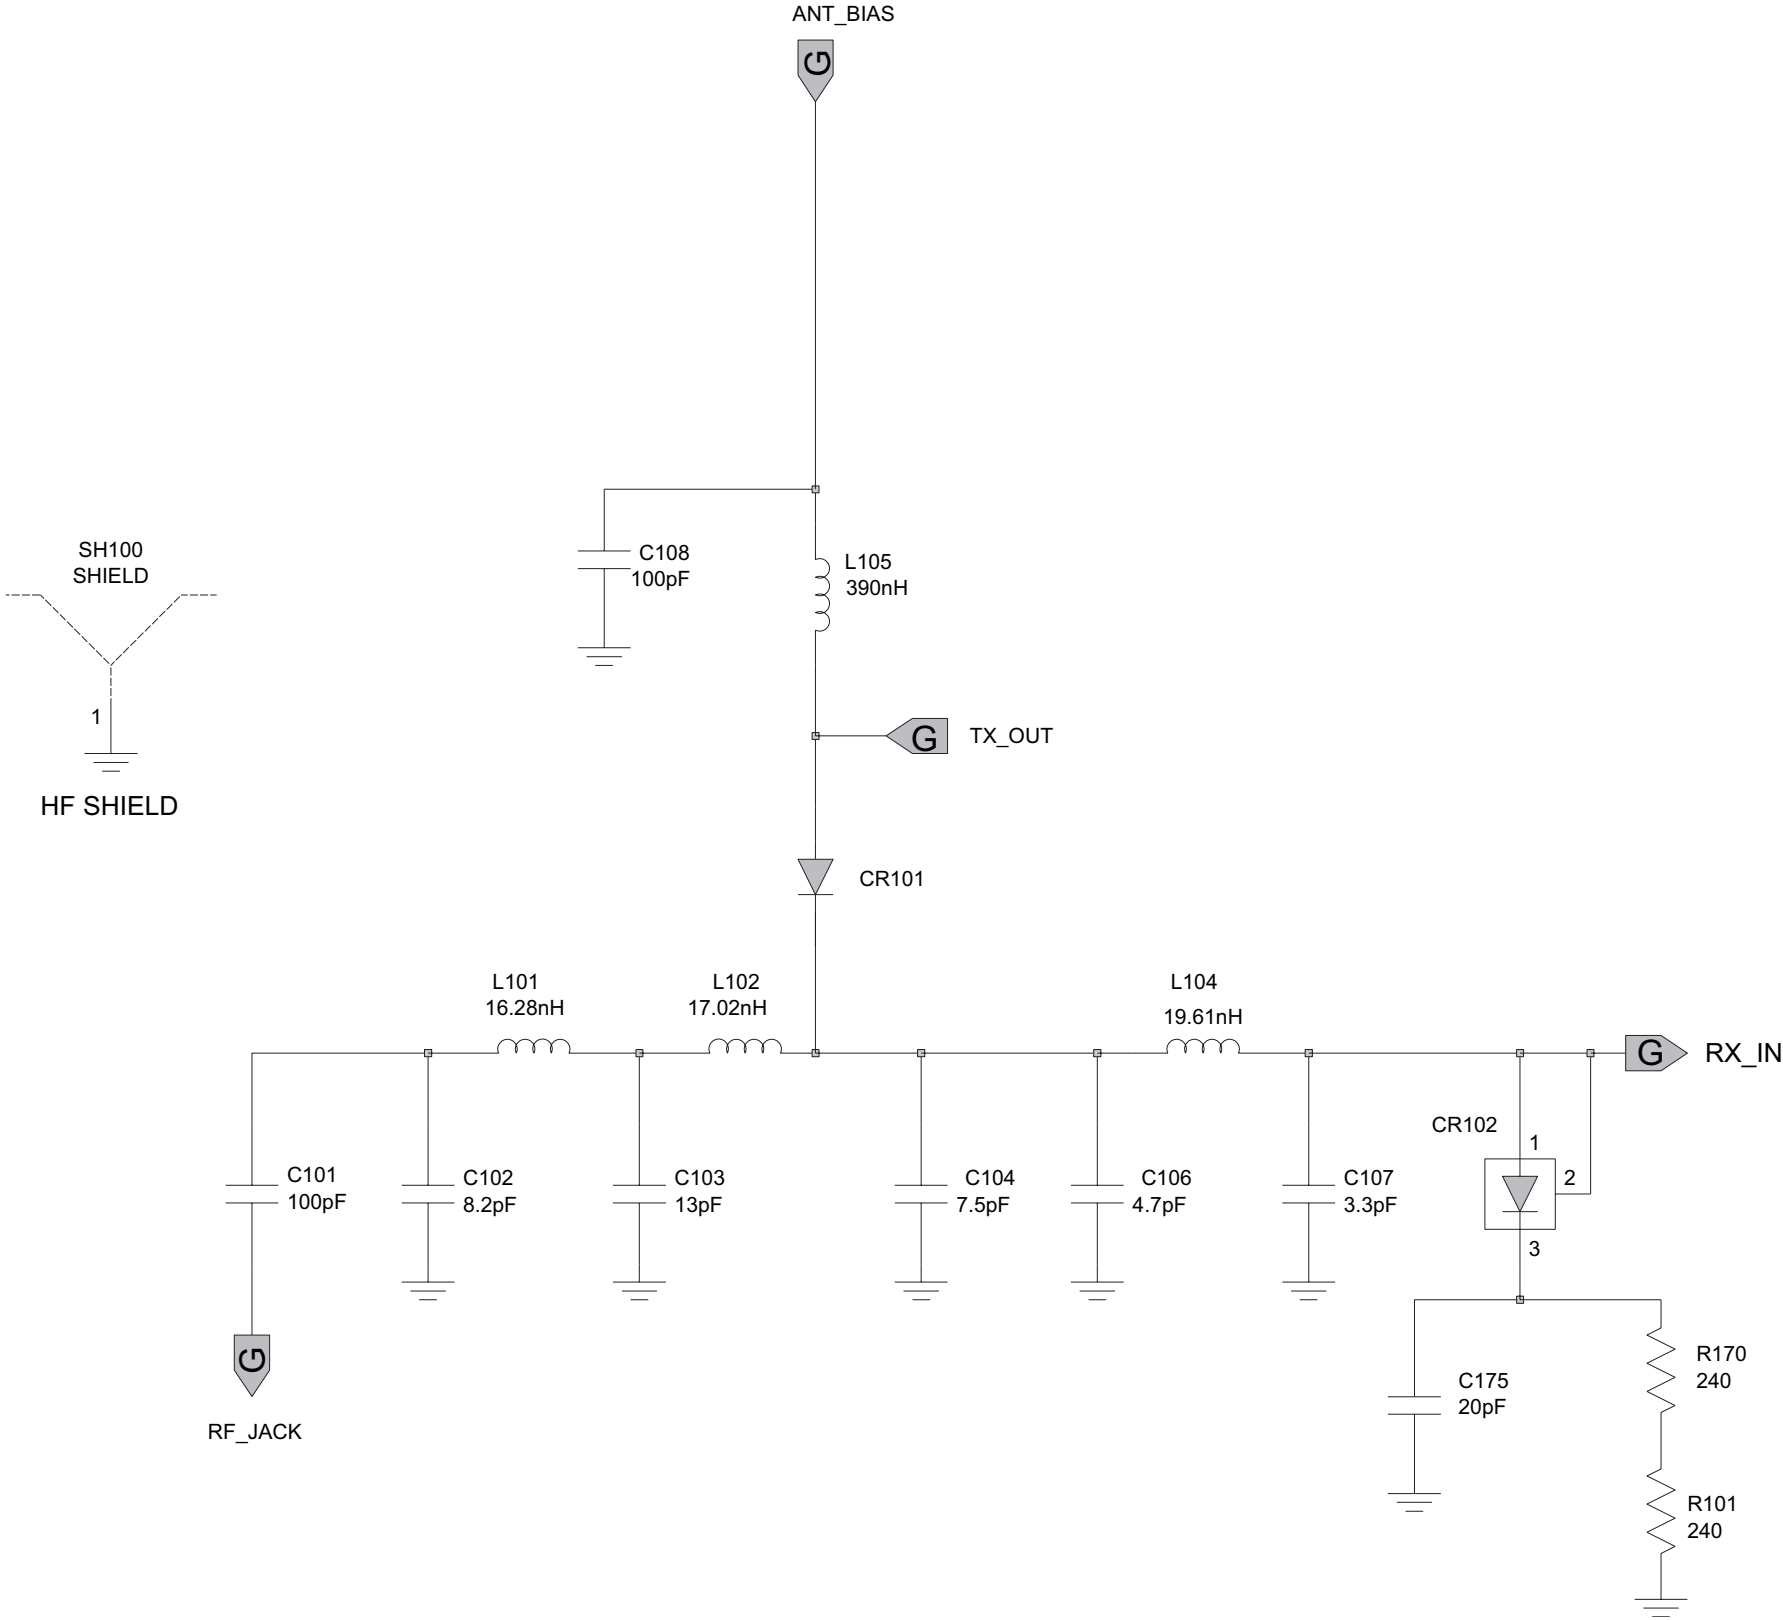 ANT_BIAS
G
SH100
SHIELD
1
HF SHIELD
C108
100pF
L105
390nH
G
TX_OUT
CR101
L101
16.28nH
L102
17.02nH
L104
19.61nH
G
RX_IN
C101
100pF
C102
8.2pF
C103
13pF
C104
7.5pF
C106
4.7pF
C107
3.3pF
CR102
1
2
3
G
RF_JACK
C175
20pF
R170
240
R101
240